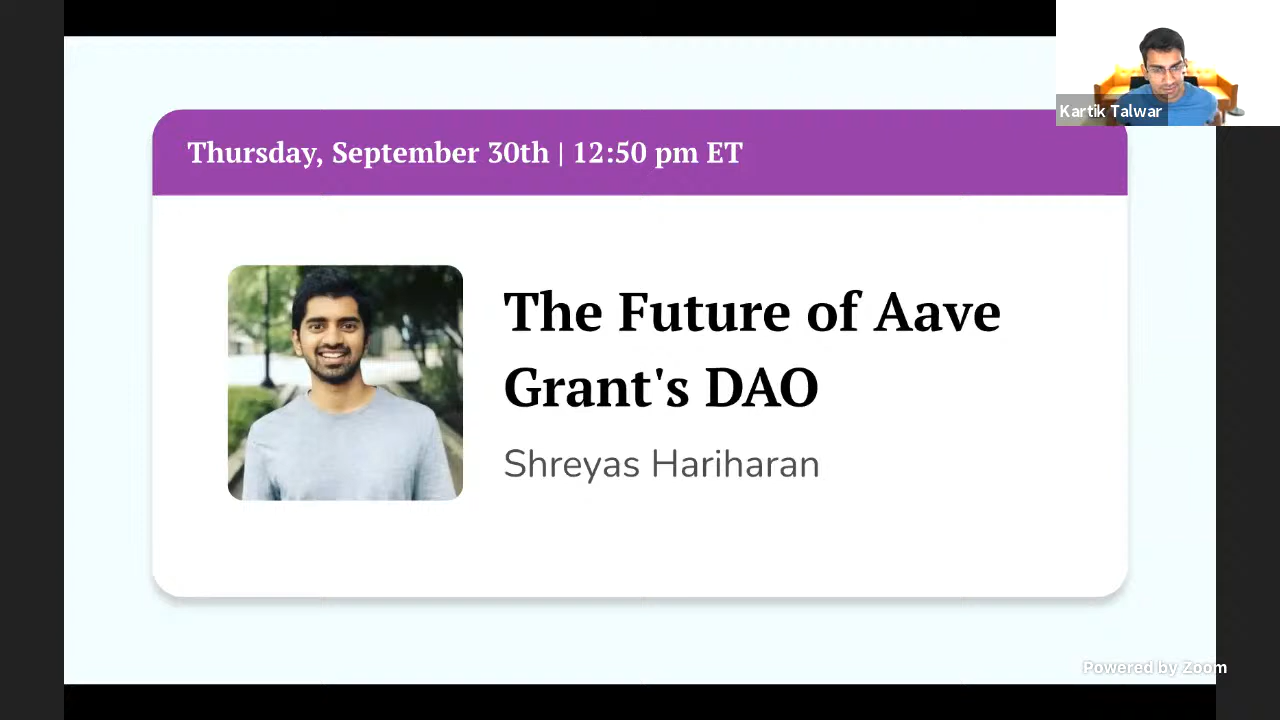 Kartik Talwar
Thursday, September 30th | 12:50 pm ET
The Future of Aave
Grant's DAO
Shreyas Hariharan
Powered by Zoom